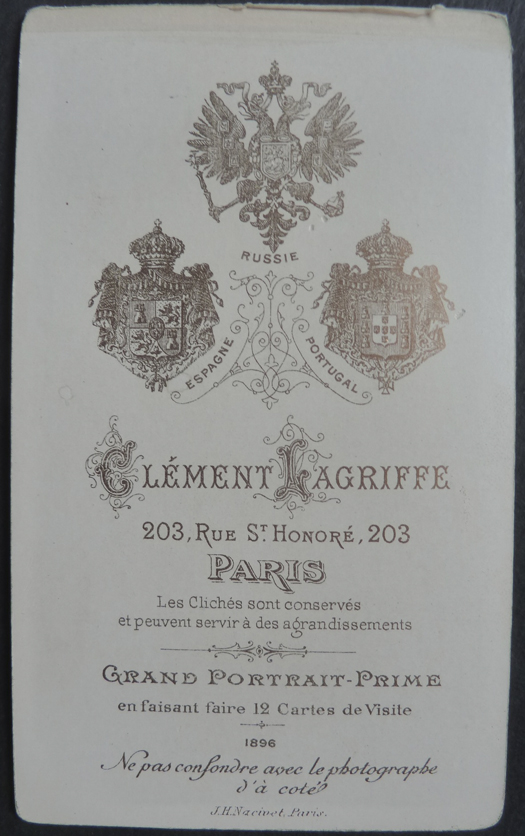 RUSSIE
ESPAGNE
PORTUGAL
CLÉMENT LAGRIFFE
203, RUE ST HONORÉ, 203
PARIS
Les Clichés sont conservés
et peuvent servir à des agrandissements
GRAND PORTRAIT-PRIME
en faisant faire 12 Cartes de Visite
1896
Ne pas confondre avec le photographe
d'à coté
J.H. Nacivet, Paris.